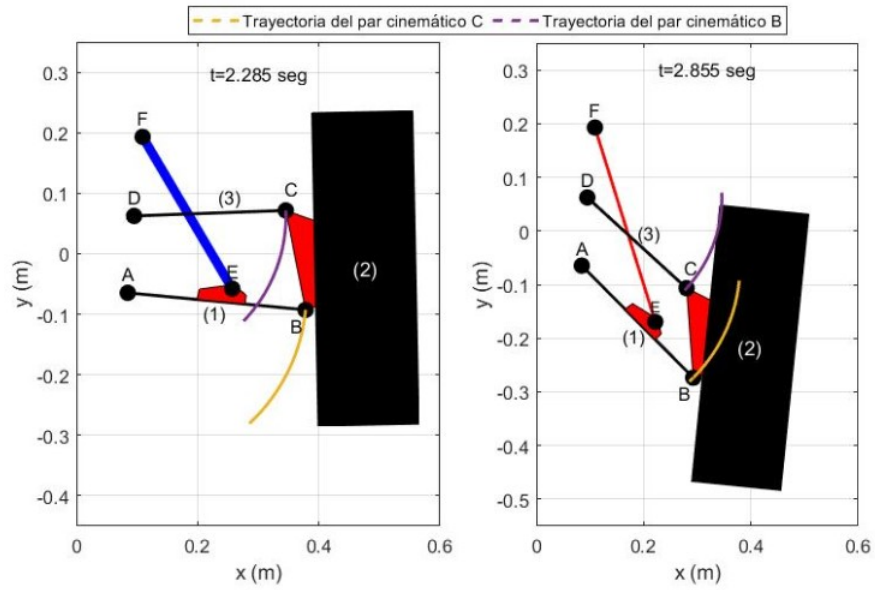 Trayectoria del par cinemático C Trayectoria del par cinemático B
t=2.285 seg
F
D
(3)
C
A
E
(1)
B
(2)
0.3
0.2
0.1
0
-0.1
-0.2
-0.3
-0.4
0
0.2
0.4
0.6
x (m)
y (m)
t=2.855 seg
F
D
A
(3)
C
E
(1)
B
(2)
0.3
0.2
0.1
0
-0.1
-0.2
-0.3
-0.4
-0.5
0
0.2
0.4
0.6
x (m)
y (m)